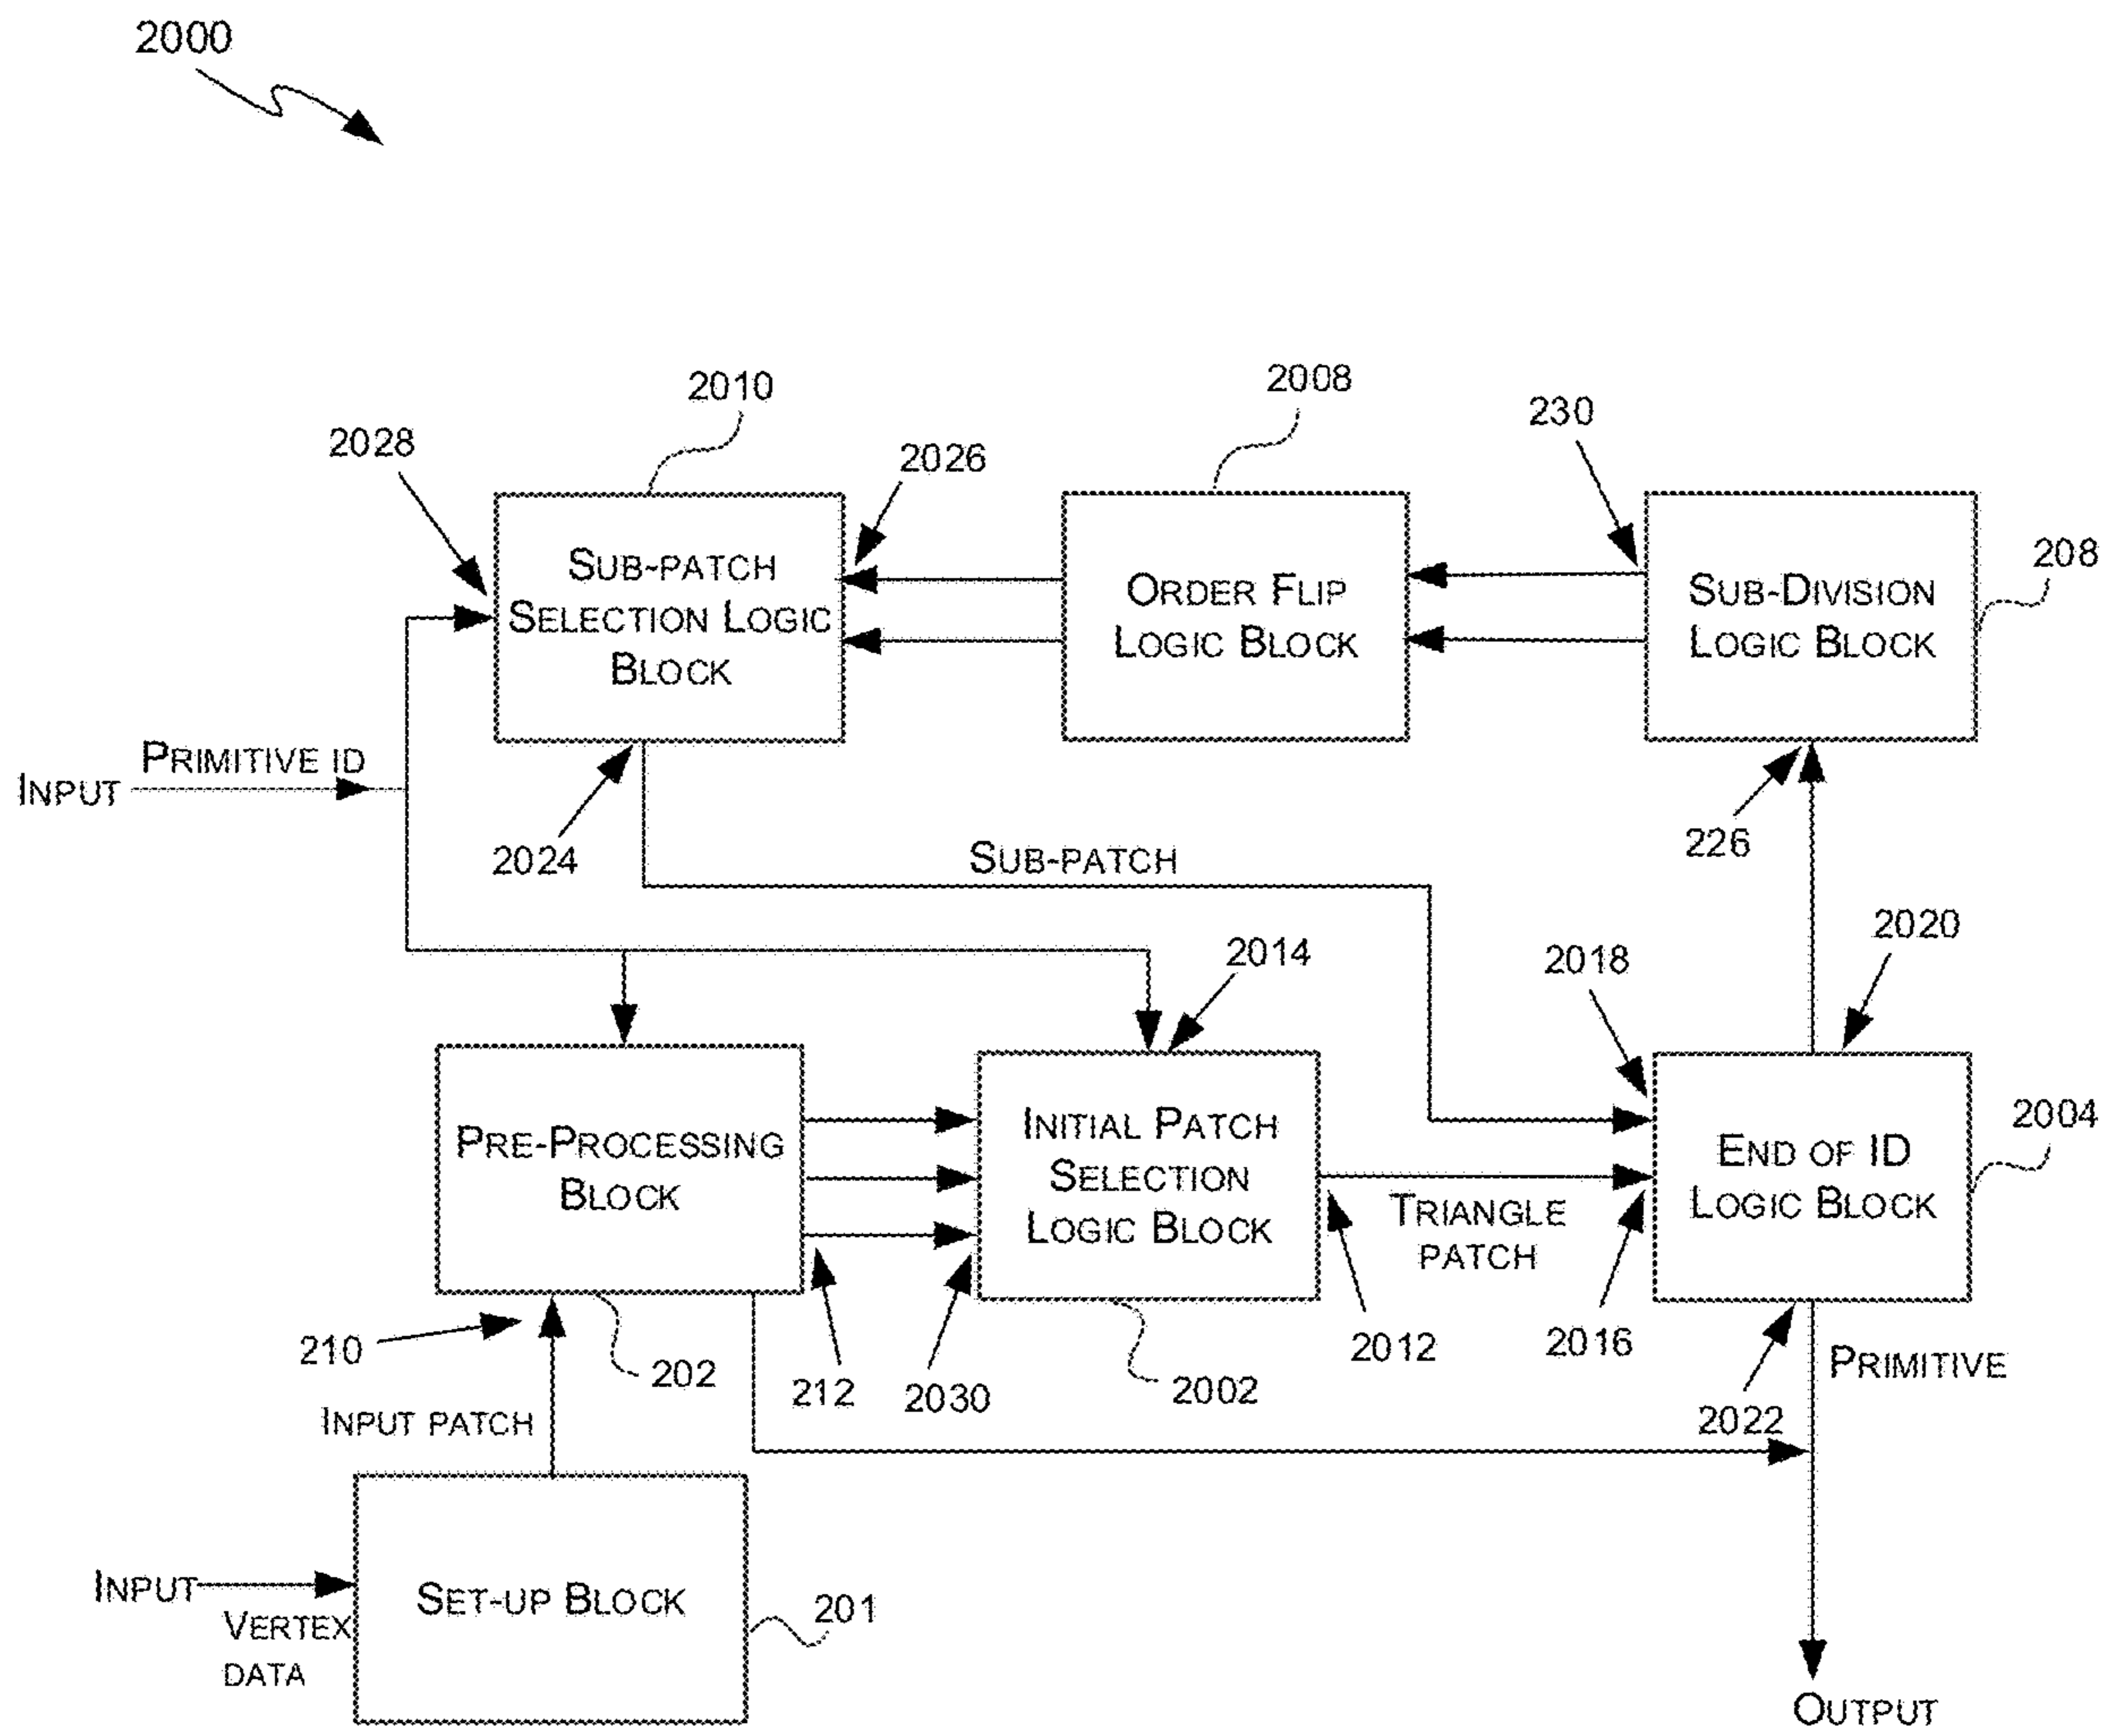 2000
2010
2008
230
2028
2026
208
SUB-PATCH
SELECTION LOGIC
BLOCK
ORDER FLIP
LOGIC BLOCK
SUB-DIVISION
LOGIC BLOCK
PRIMITIVE ID
INPUT
2024
SUB-PATCH
226
2020
2014
2018
2004
PRE-PROCESSING
BLOCK
INITIAL PATCH
SELECTION
LOGIC BLOCK
END OF ID
LOGIC BLOCK
TRIANGLE
PATCH
210
202
212
2030
2002
2012
2016
2022
PRIMITIVE
INPUT PATCH
INPUT
VERTEX
DATA
SET-UP BLOCK
201
OUTPUT